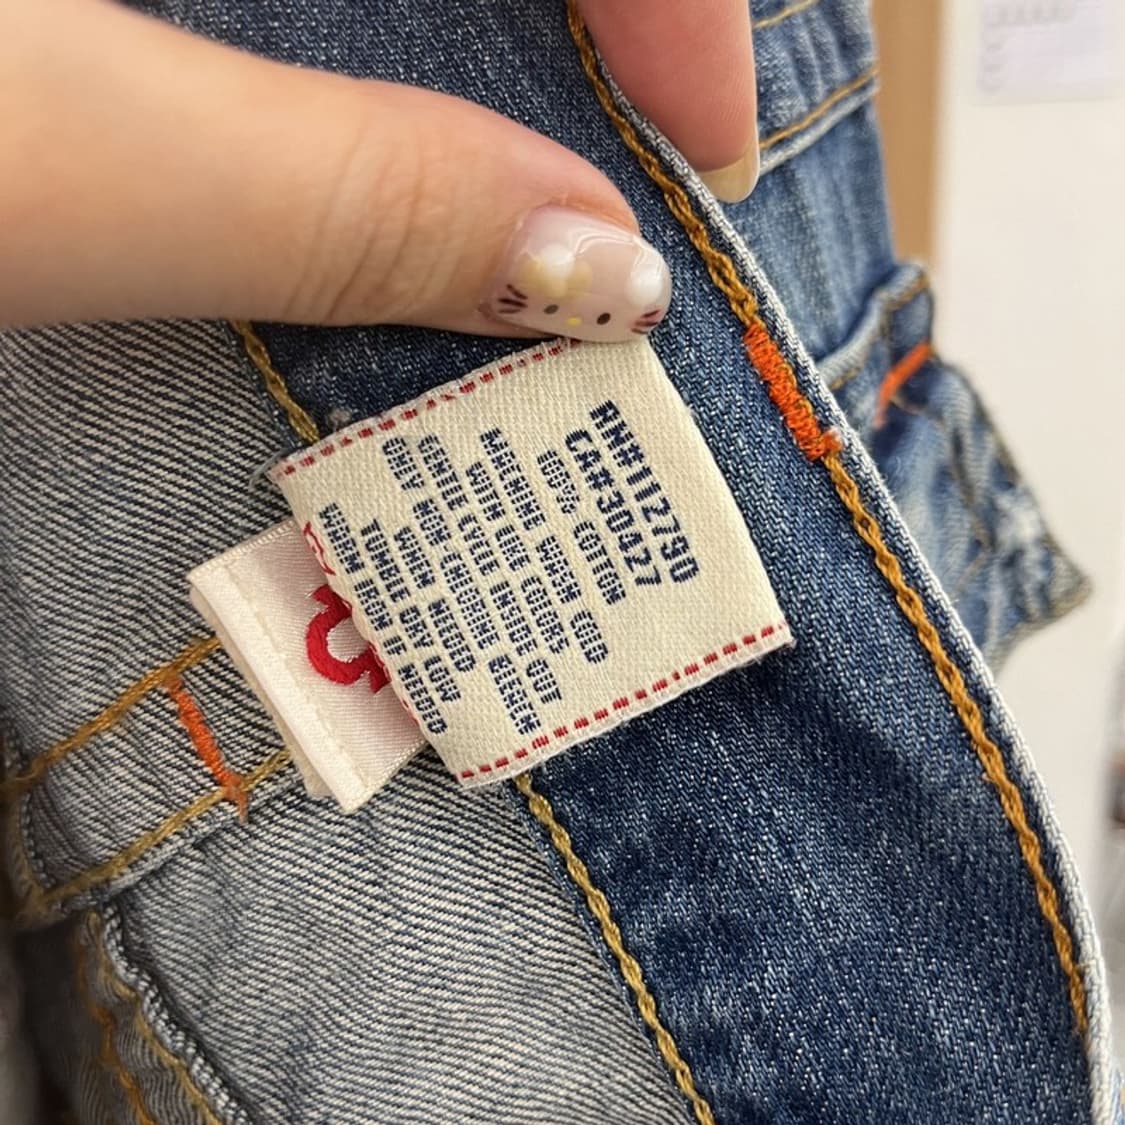 RN#112790
CA#30427
100% COTTON
MACHINE WASH COLD
WITH LIKE COLORS
GENTLE CYCLE INSIDE OUT
ONLY NON CHLORINE BLEACH
WHEN NEEDED
TUMBLE DRY LOW
WARM IRON IF NEEDED